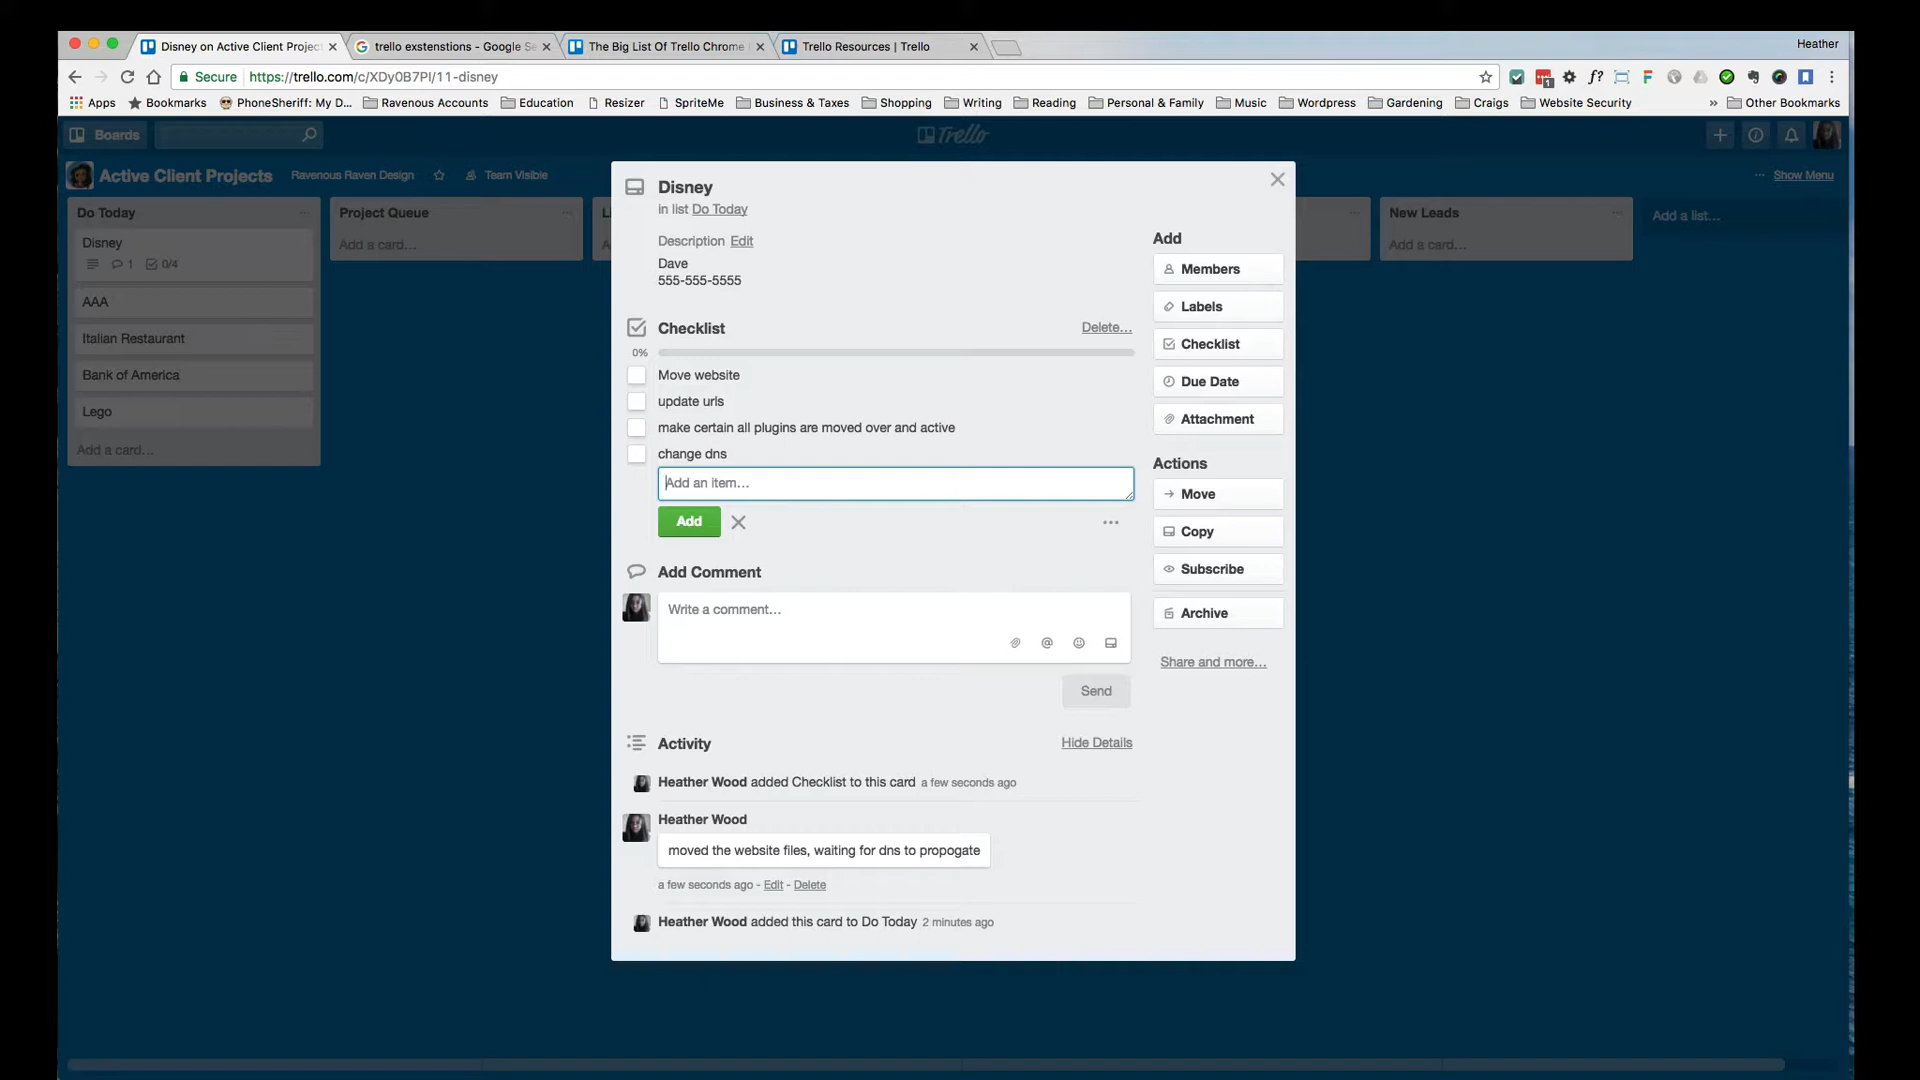 Disney on Active Client Project
trello exstenstions - Google Se
The Big List Of Trello Chrome
Trello Resources | Trello
Heather
Secure https://trello.com/c/XDy0B7PI/11-disney
Apps Bookmarks PhoneSheriff: My D... Ravenous Accounts Education Resizer SpriteMe Business & Taxes Shopping Writing Reading Personal & Family Music Wordpress Gardening Craigs Website Security » Other Bookmarks
Boards
Trello
Active Client Projects Ravenous Raven Design Team Visible
... Show Menu
Do Today
Disney
1 0/4
AAA
Italian Restaurant
Bank of America
Lego
Add a card...
Project Queue
Add a card...
New Leads
Add a card...
Add a list...
Disney
in list Do Today
Description Edit
Dave
555-555-5555
Checklist
Delete...
0%
Move website
update urls
make certain all plugins are moved over and active
change dns
Add an item...
Add
Add Comment
Write a comment...
Send
Activity
Hide Details
Heather Wood added Checklist to this card a few seconds ago
Heather Wood
moved the website files, waiting for dns to propogate
a few seconds ago - Edit - Delete
Heather Wood added this card to Do Today 2 minutes ago
Add
Members
Labels
Checklist
Due Date
Attachment
Actions
Move
Copy
Subscribe
Archive
Share and more...